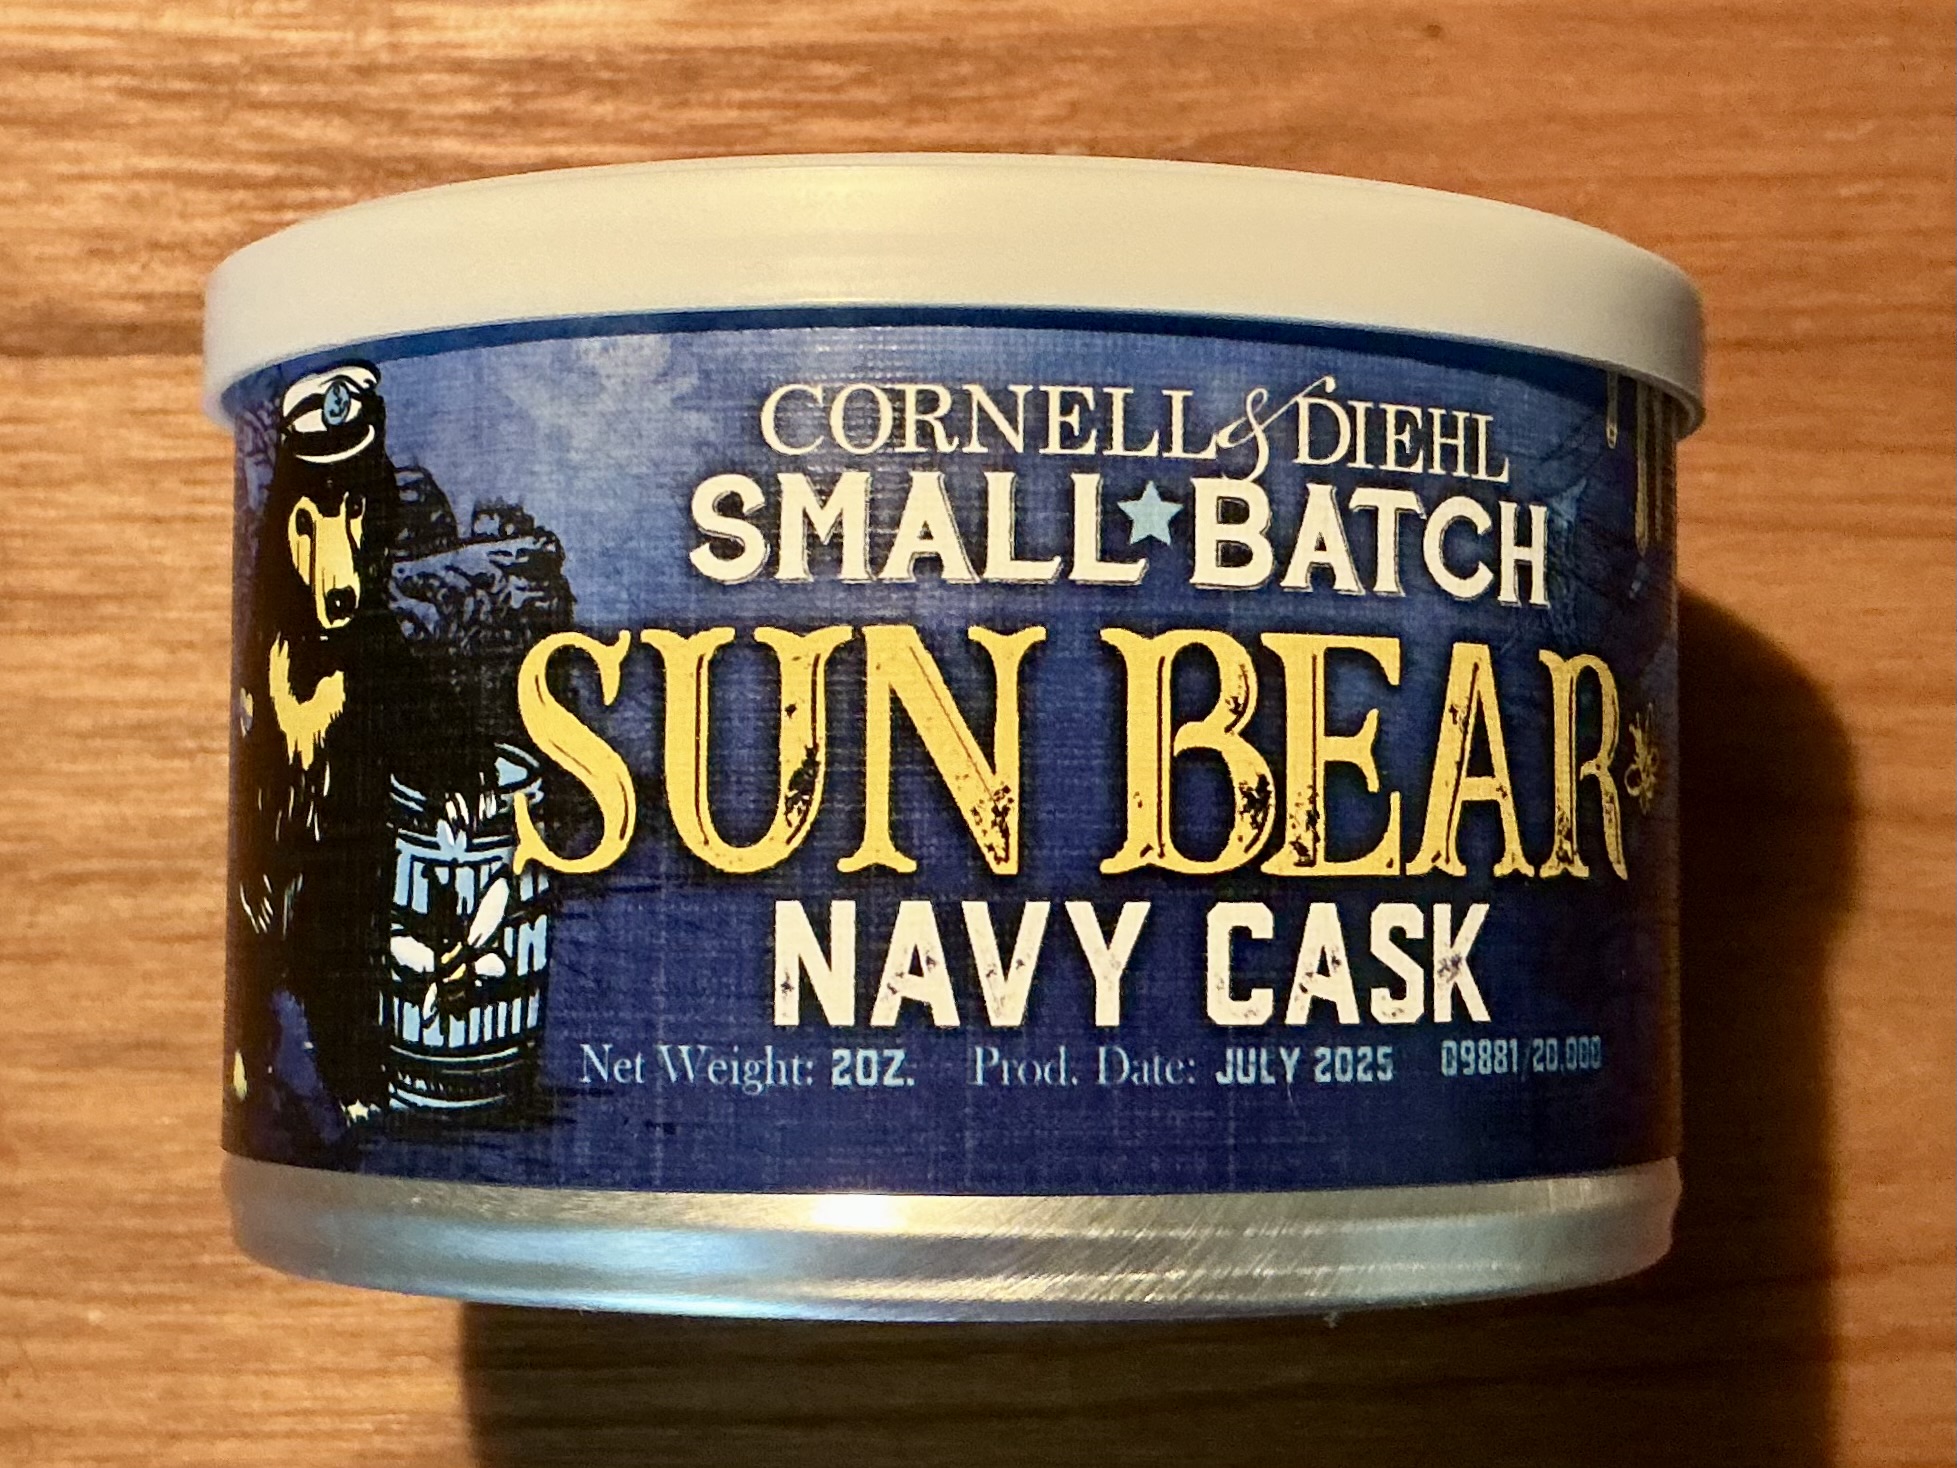 CORNELL & DIEHL
SMALL★BATCH
SUN BEAR
NAVY CASK
Net Weight: 2OZ. Prod. Date: JULY 2025 09881/20,000